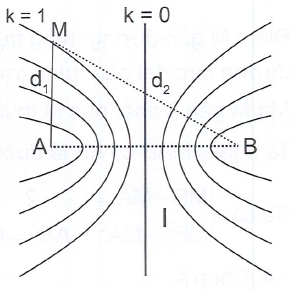 k = 1 k = 0
M
d₁ d₂
A B
I